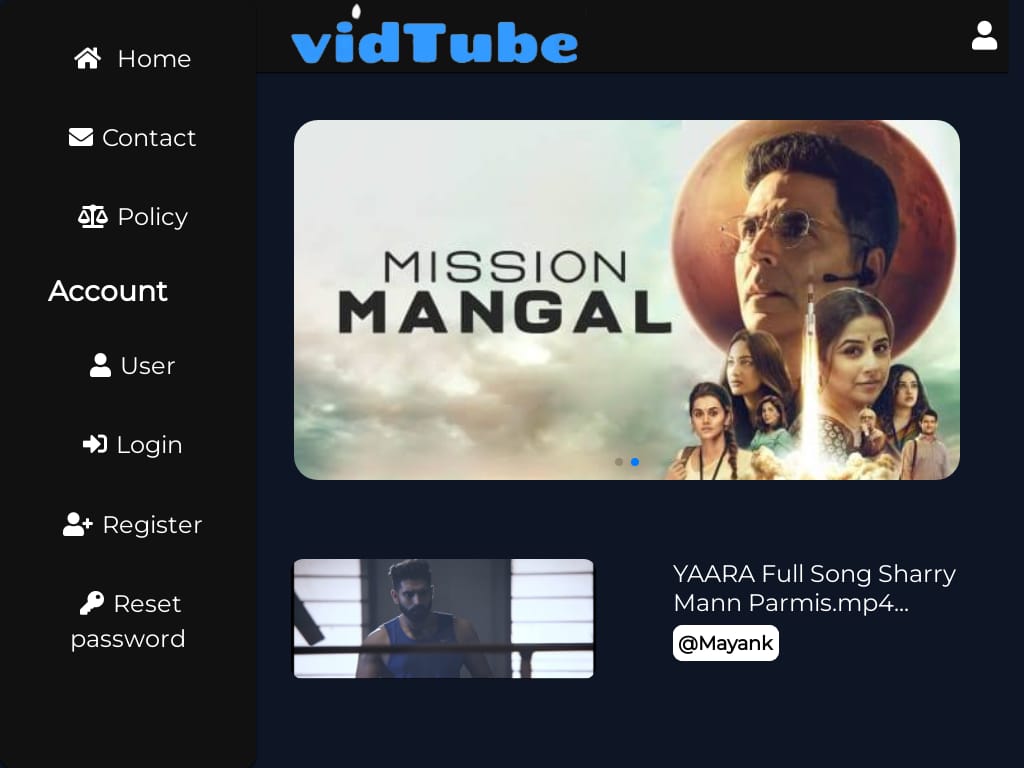 Home
Contact
Policy
Account
User
Login
Register
Reset
password
vidTube
MISSION
MANGAL
YAARA Full Song Sharry
Mann Parmis.mp4...
@Mayank